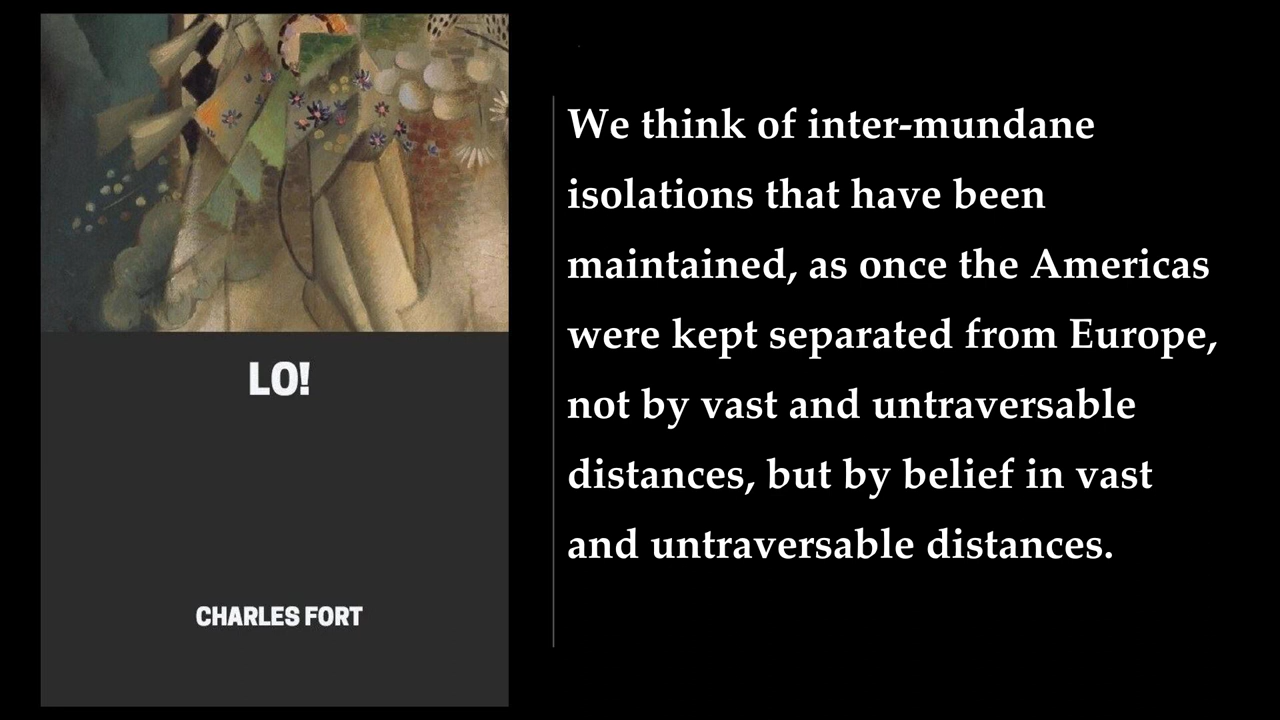 LO!
CHARLES FORT
We think of inter-mundane
isolations that have been
maintained, as once the Americas
were kept separated from Europe,
not by vast and untraversable
distances, but by belief in vast
and untraversable distances.